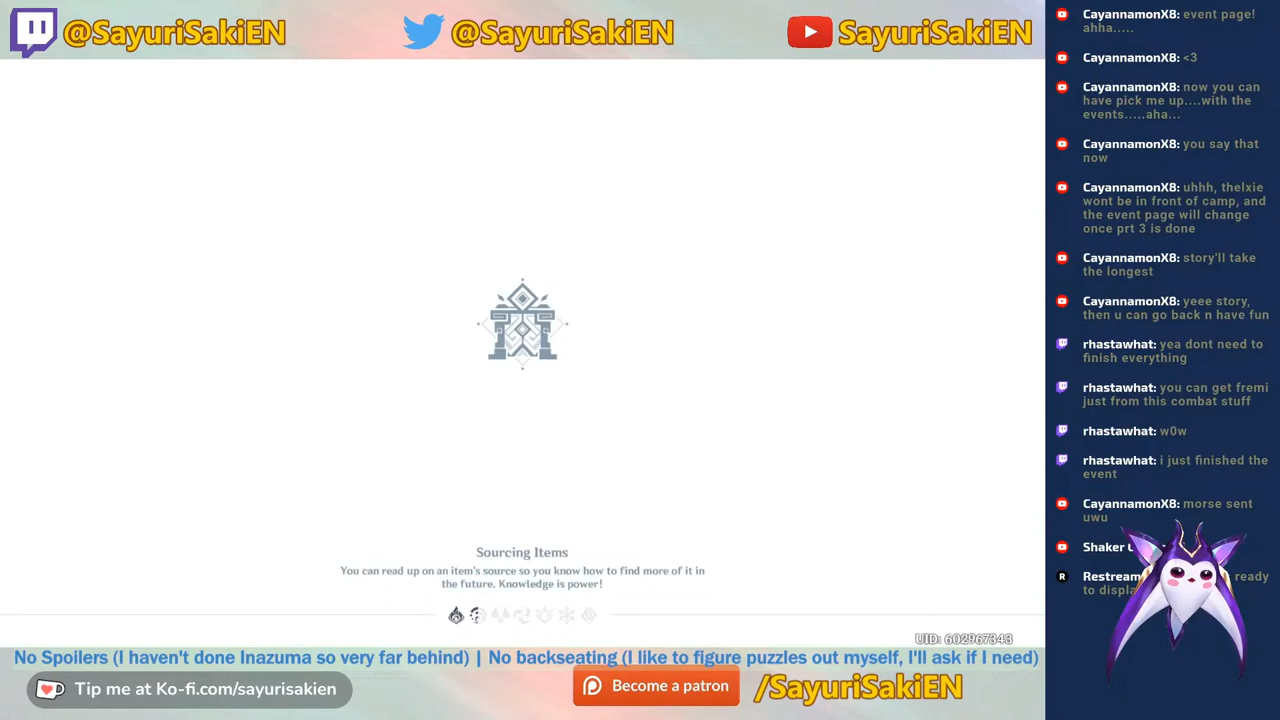 @SayuriSakiEN
@SayuriSakiEN
SayuriSakiEN
Sourcing Items
You can read up on an item's source so you know how to find more of it in
the future. Knowledge is power!
UID: 602967343
No Spoilers (I haven't done Inazuma so very far behind) | No backseating (I like to figure puzzles out myself, I'll ask if I need)
Tip me at Ko-fi.com/sayurisakien
Become a patron
/SayuriSakiEN
CayannamonX8: event page!
ahha.....
CayannamonX8: <3
CayannamonX8: now you can
have pick me up....with the
events.....aha...
CayannamonX8: you say that
now
CayannamonX8: uhhh, thelxie
wont be in front of camp, and
the event page will change
once prt 3 is done
CayannamonX8: story'll take
the longest
CayannamonX8: yeee story,
then u can go back n have fun
rhastawhat: yea dont need to
finish everything
rhastawhat: you can get fremi
just from this combat stuff
rhastawhat: w0w
rhastawhat: i just finished the
event
CayannamonX8: morse sent
uwu
Shaker
Restream ready
to